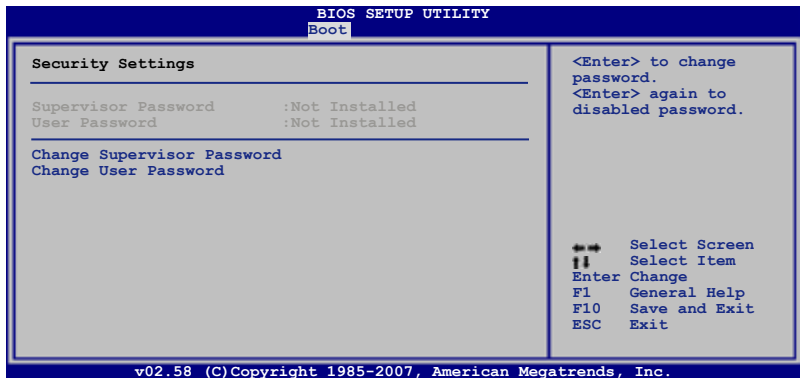 BIOS SETUP UTILITY
Boot
Security Settings
Supervisor Password :Not Installed
User Password :Not Installed
Change Supervisor Password
Change User Password
<Enter> to change
password.
<Enter> again to
disabled password.
Select Screen
Select Item
Enter Change
F1 General Help
F10 Save and Exit
ESC Exit
v02.58 (C)Copyright 1985-2007, American Megatrends, Inc.